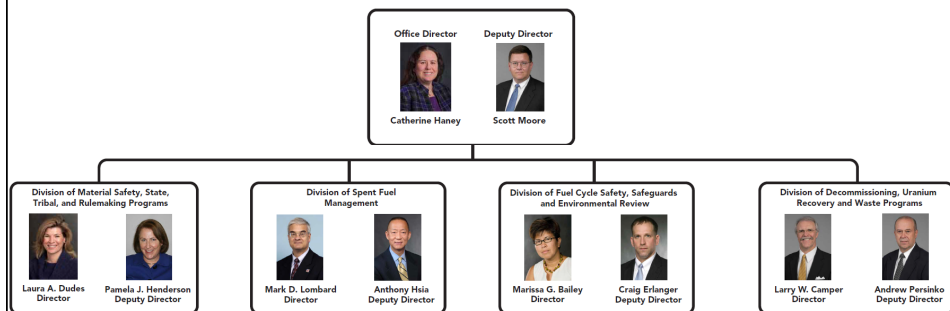 Office Director
Deputy Director
Catherine Haney
Scott Moore
Division of Material Safety, State,
Tribal, and Rulemaking Programs
Laura A. Dudes
Director
Pamela J. Henderson
Deputy Director
Division of Spent Fuel
Management
Mark D. Lombard
Director
Anthony Hsia
Deputy Director
Division of Fuel Cycle Safety, Safeguards
and Environmental Review
Marissa G. Bailey
Director
Craig Erlanger
Deputy Director
Division of Decommissioning, Uranium
Recovery and Waste Programs
Larry W. Camper
Director
Andrew Persinko
Deputy Director